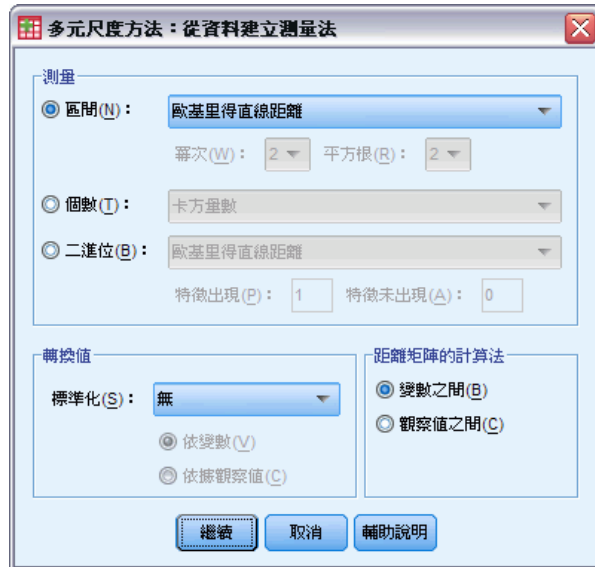 多元尺度方法：從資料建立測量法
測量
區間(N)： 歐基里得直線距離
冪次(W)： 2 平方根(R)： 2
個數(T)： 卡方量數
二進位(B)： 歐基里得直線距離
特徵出現(P)： 1 特徵未出現(A)： 0
轉換值
標準化(S)： 無
依變數(V)
依據觀察值(C)
距離矩陣的計算法
變數之間(B)
觀察值之間(C)
繼續 取消 輔助說明